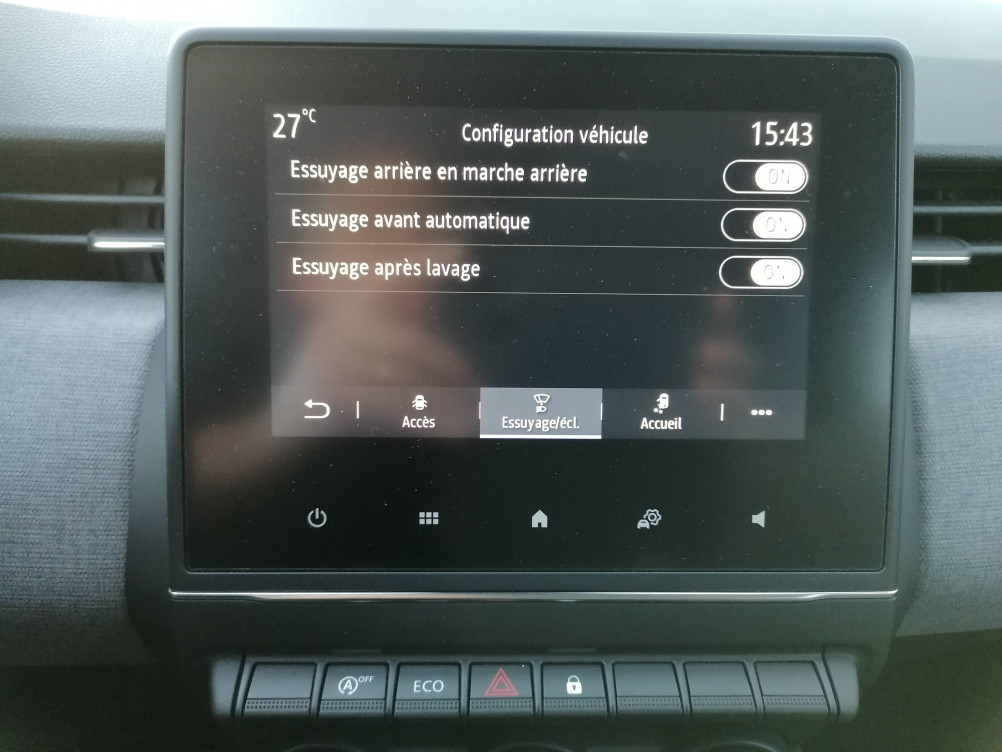 27°C
Configuration véhicule
15:43
Essuyage arrière en marche arrière
ON
Essuyage avant automatique
ON
Essuyage après lavage
ON
Accès
Essuyage/écl.
Accueil
A OFF
ECO